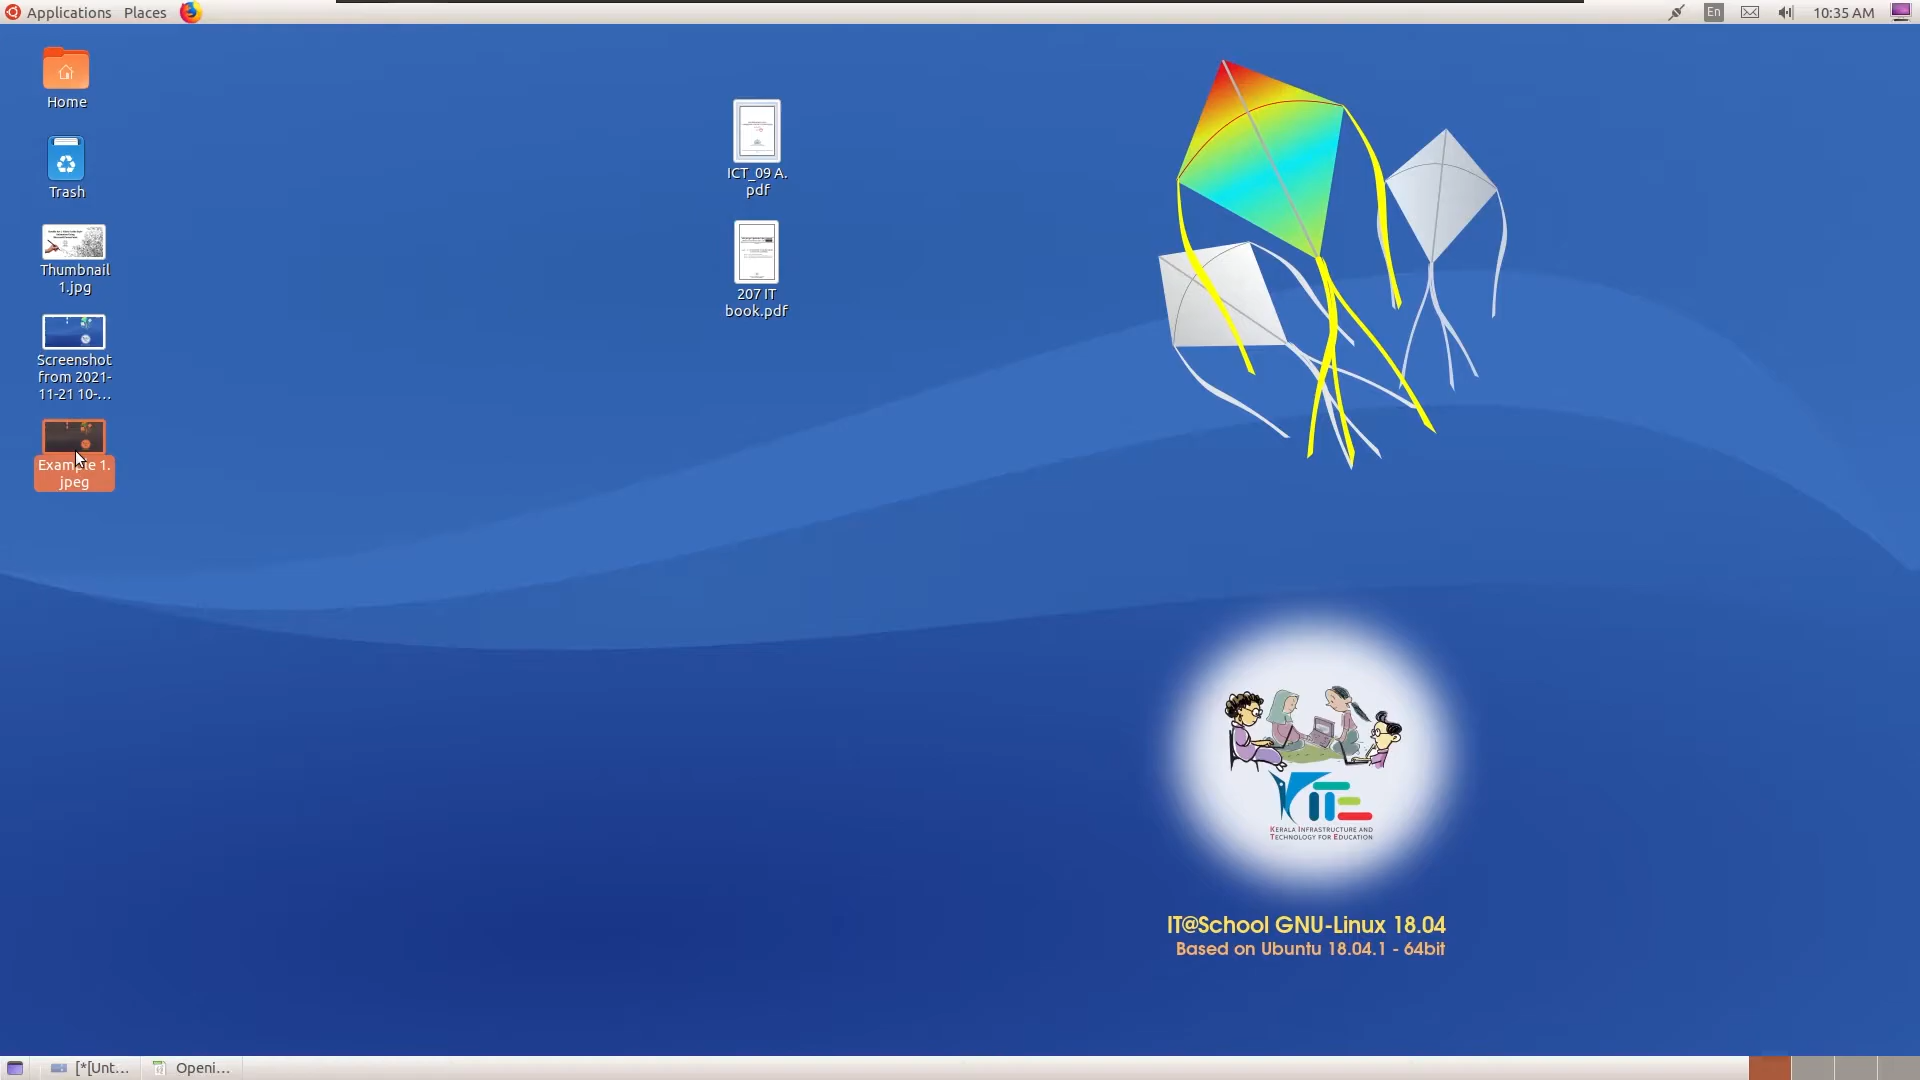 Applications Places
En
10:35 AM
Home
Trash
Thumbnail
1.jpg
Screenshot
from 2021-
11-21 10-...
Example 1.
jpeg
ICT_09 A.
pdf
207 IT
book.pdf
KERALA INFRASTRUCTURE AND
TECHNOLOGY FOR EDUCATION
IT@School GNU-Linux 18.04
Based on Ubuntu 18.04.1 - 64bit
[*[Unt...
Openi...